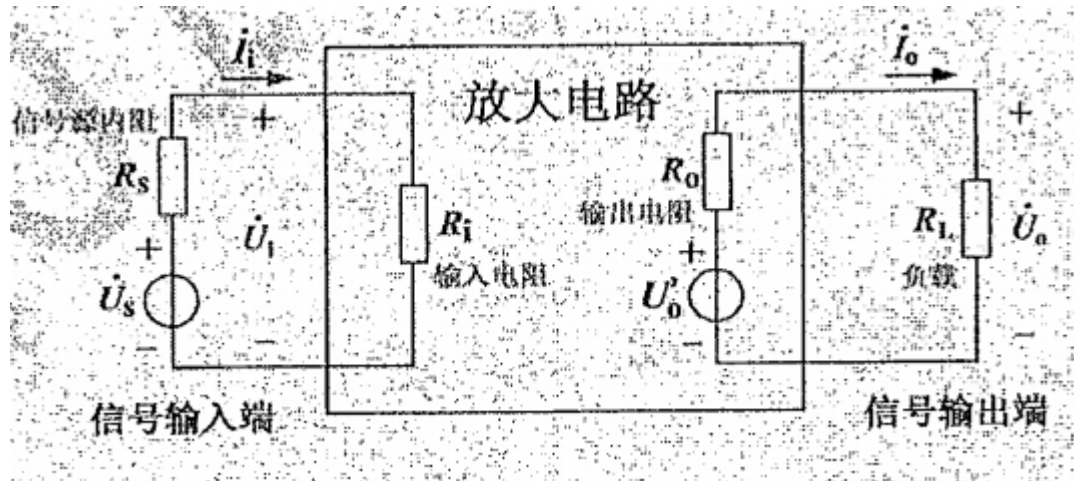 İi
İo
放大电路
信号源内阻
+
+
RS
RO
输出电阻
Ri
输入电阻
RL
负载
+
U̇i
+
U̇o
U̇S
U'o
−
−
−
−
信号输入端
信号输出端